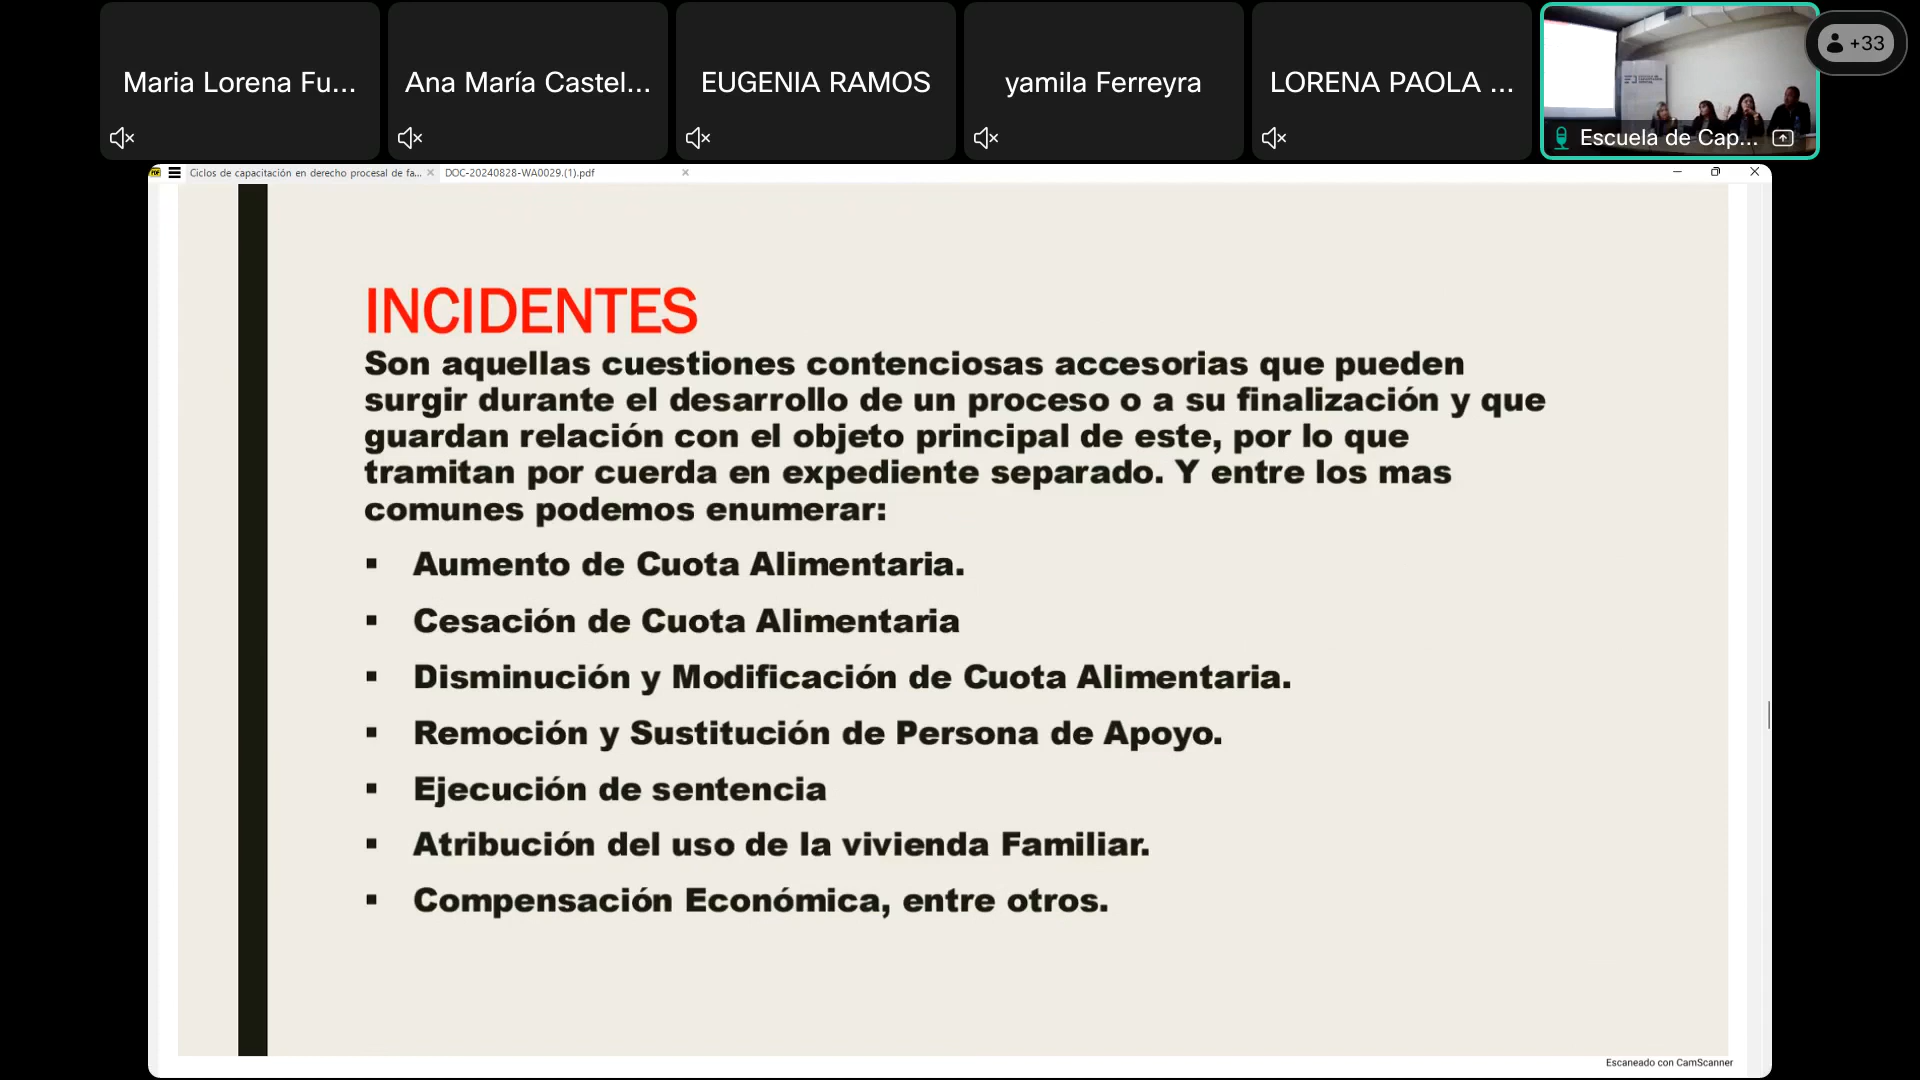 Maria Lorena Fu...
Ana María Castel...
EUGENIA RAMOS
yamila Ferreyra
LORENA PAOLA ...
Escuela de Cap...
+33
Ciclos de capacitación en derecho procesal de fa...
DOC-20240828-WA0029.(1).pdf
INCIDENTES
Son aquellas cuestiones contenciosas accesorias que pueden
surgir durante el desarrollo de un proceso o a su finalización y que
guardan relación con el objeto principal de este, por lo que
tramitan por cuerda en expediente separado. Y entre los mas
comunes podemos enumerar:
▪ Aumento de Cuota Alimentaria.
▪ Cesación de Cuota Alimentaria
▪ Disminución y Modificación de Cuota Alimentaria.
▪ Remoción y Sustitución de Persona de Apoyo.
▪ Ejecución de sentencia
▪ Atribución del uso de la vivienda Familiar.
▪ Compensación Económica, entre otros.
Escaneado con CamScanner